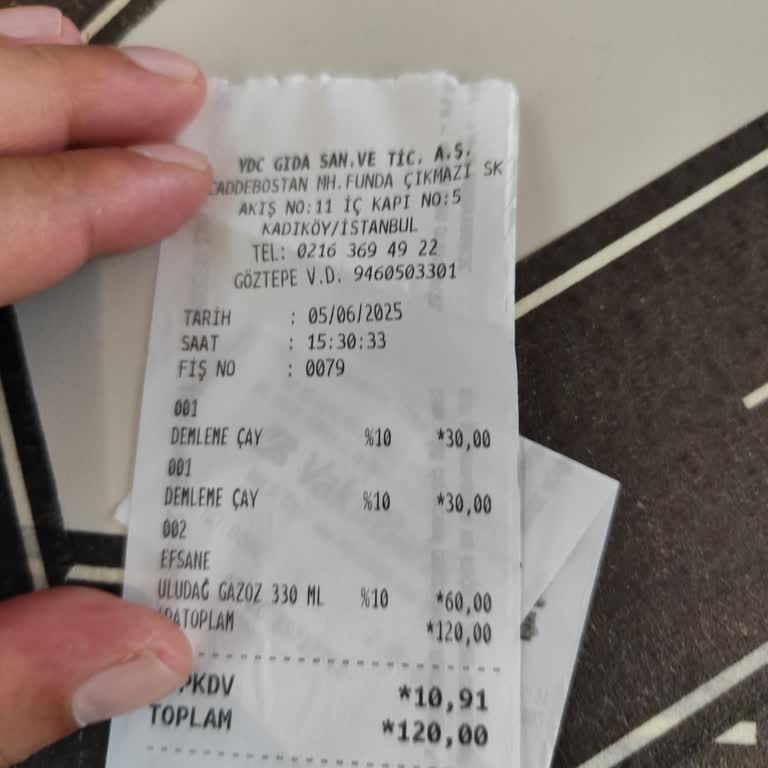 YDC GIDA SAN.VE TİC. A.Ş.
CADDEBOSTAN MH.FUNDA ÇIKMAZI SK
AKIŞ NO:11 İÇ KAPI NO:5
KADIKÖY/İSTANBUL
TEL: 0216 369 49 22
GÖZTEPE V.D. 9460503301
TARİH : 05/06/2025
SAAT : 15:30:33
FİŞ NO : 0079
001
DEMLEME ÇAY %10 *30,00
001
DEMLEME ÇAY %10 *30,00
002
EFSANE
ULUDAĞ GAZOZ 330 ML %10 *60,00
ARATOPLAM *120,00
KDV *10,91
TOPLAM *120,00